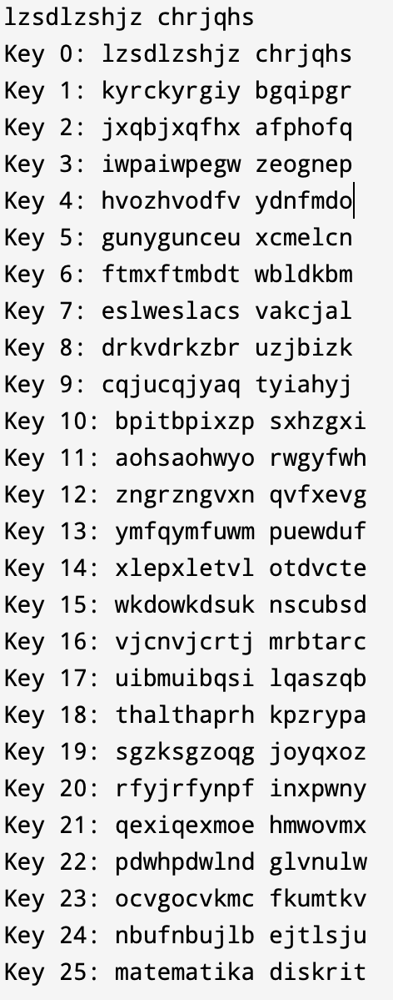 lzsdlzshjz chrjqhs
Key 0: lzsdlzshjz chrjqhs
Key 1: kyrckyrgiy bgqipgr
Key 2: jxqbjxqfhx afphofq
Key 3: iwpaiwpegw zeognep
Key 4: hvozhvodfv ydnfmdo
Key 5: gunygunceu xcmelcn
Key 6: ftmxftmbdt wbldkbm
Key 7: eslweslacs vakcjal
Key 8: drkvdrkzbr uzjbizk
Key 9: cqjucqjyaq tyiahyj
Key 10: bpitbpixzp sxhzgxi
Key 11: aohsaohwyo rwgyfwh
Key 12: zngrzngvxn qvfxevg
Key 13: ymfqymfuwm puewduf
Key 14: xlepxletvl otdvcte
Key 15: wkdowkdsuk nscubsd
Key 16: vjcnvjcrtj mrbtarc
Key 17: uibmuibqsi lqaszqb
Key 18: thalthaprh kpzrypa
Key 19: sgzksgzoqg joyqxoz
Key 20: rfyjrfynpf inxpwny
Key 21: qexiqexmoe hmwovmx
Key 22: pdwhpdwlnd glvnulw
Key 23: ocvgocvkmc fkumtkv
Key 24: nbufnbujlb ejtlsju
Key 25: matematika diskrit